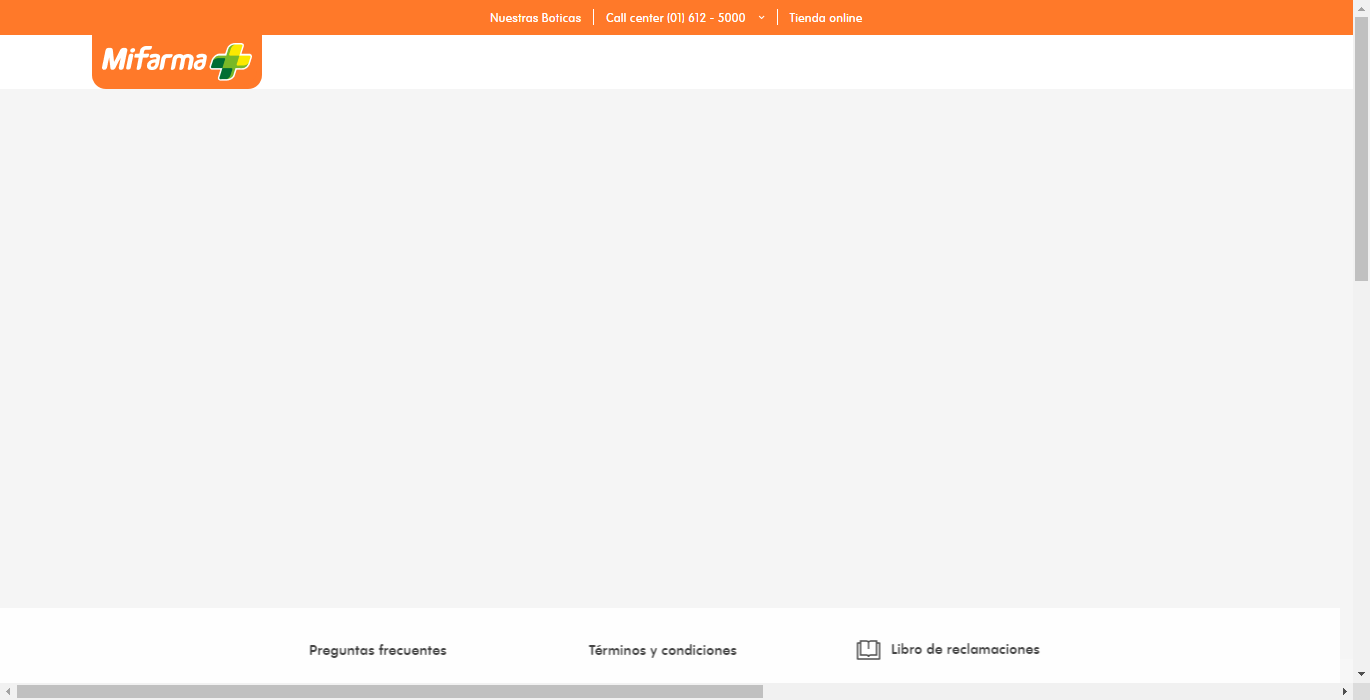 Nuestras Boticas
Call center (01) 612 - 5000
Tienda online
Mifarma
Preguntas frecuentes
Términos y condiciones
Libro de reclamaciones